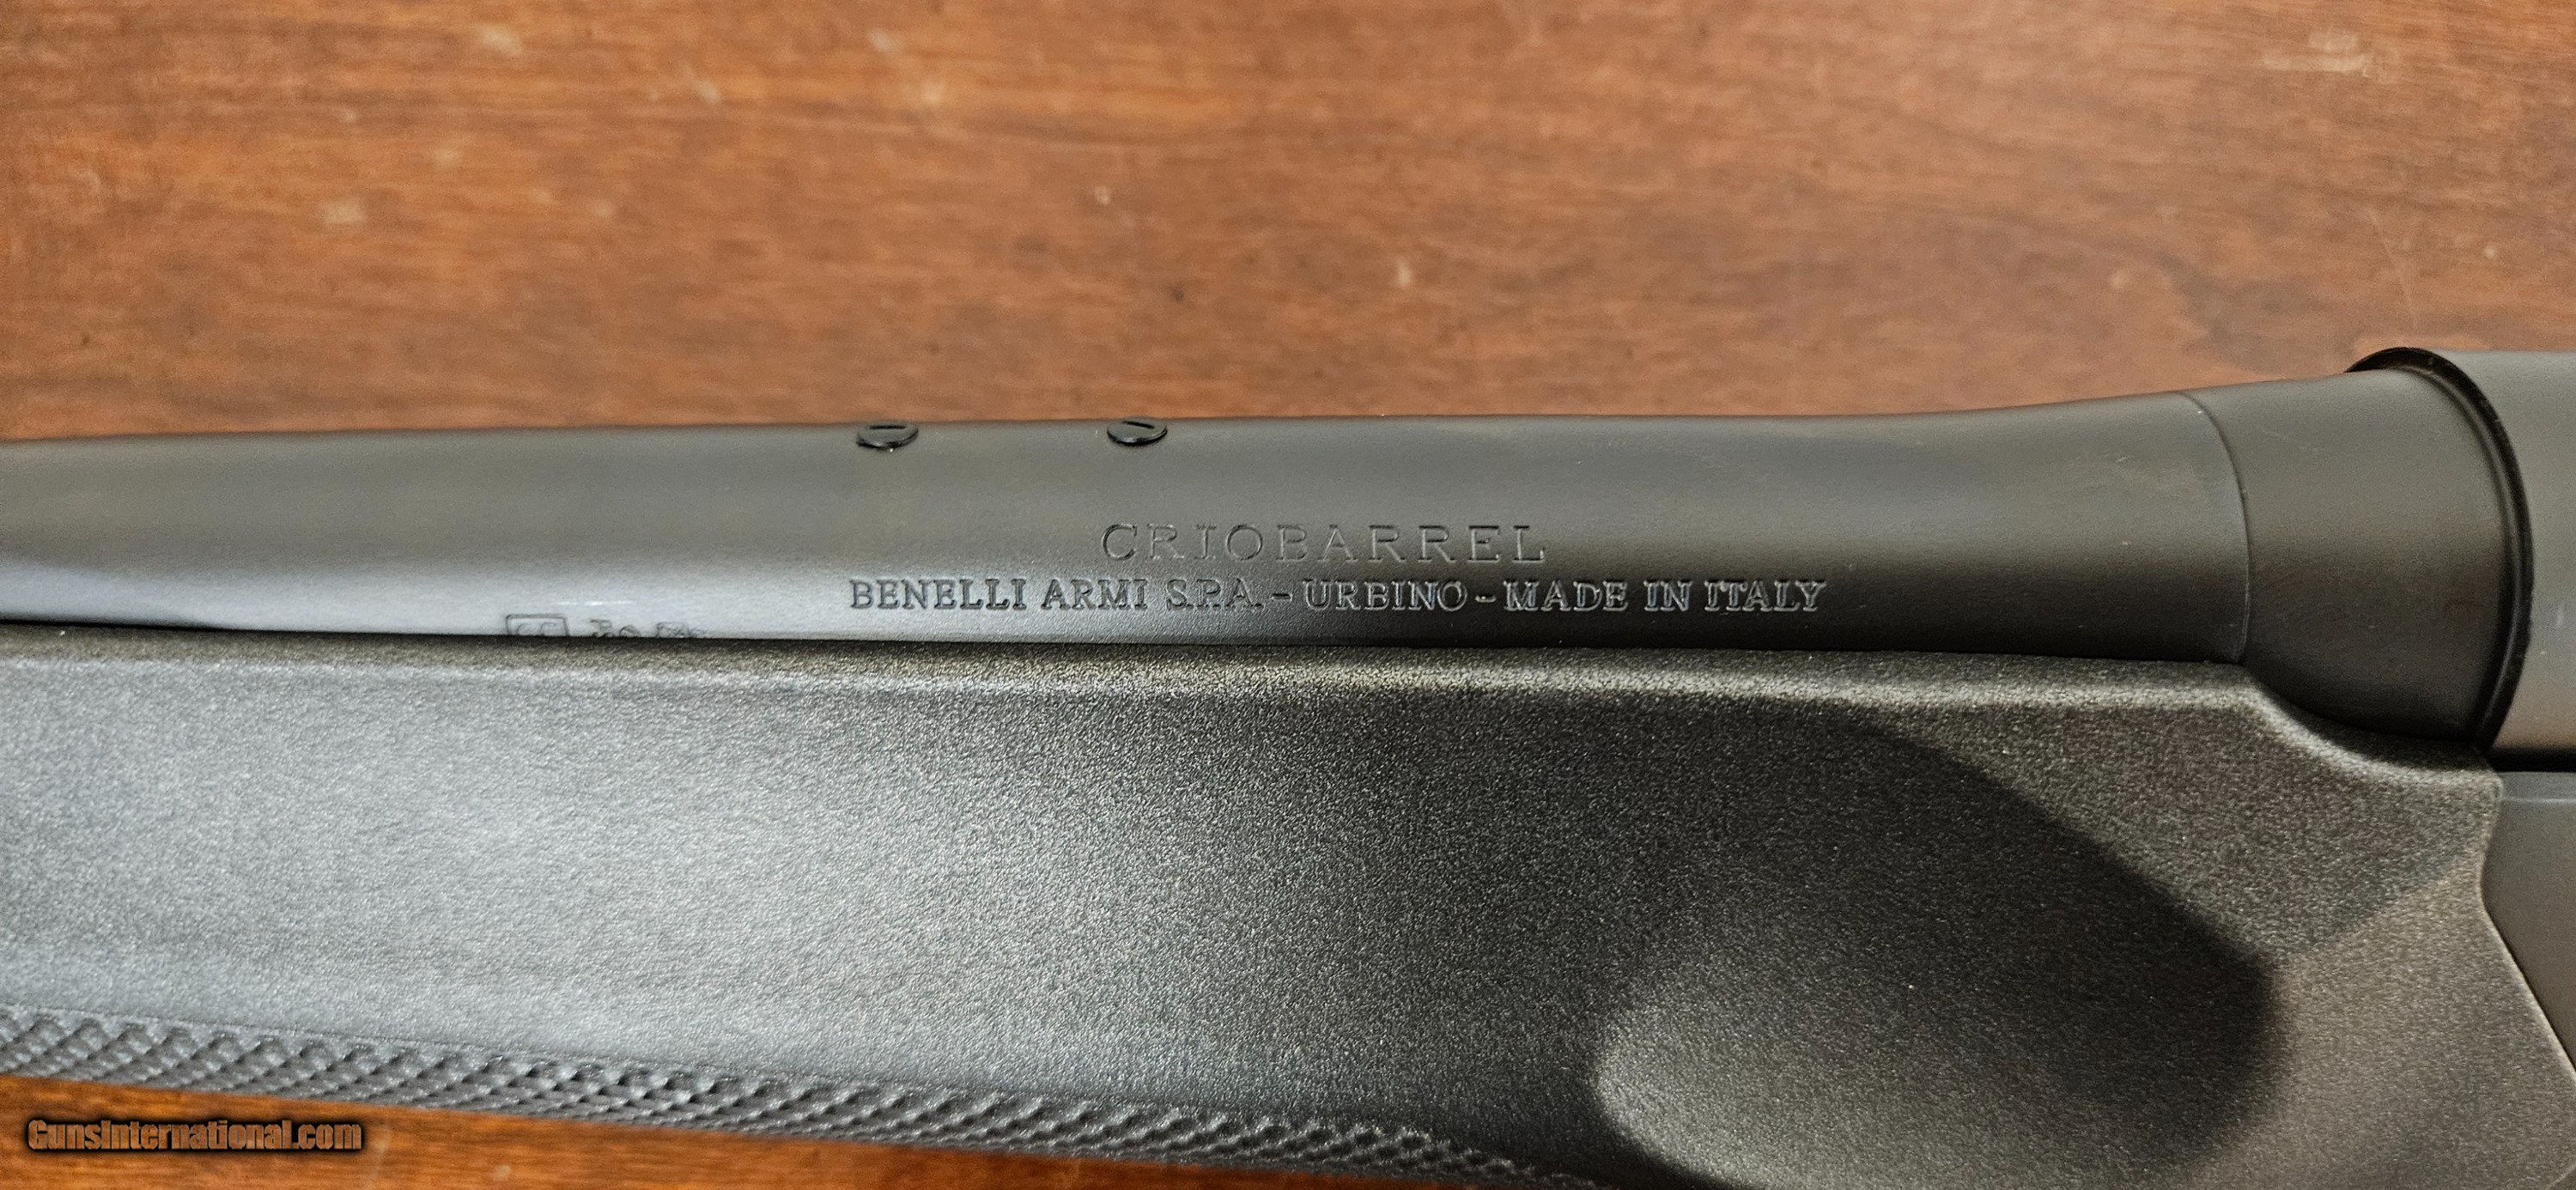 CRIOBARREL
BENELLI ARMI S.P.A. - URBINO - MADE IN ITALY
GunsInternational.com